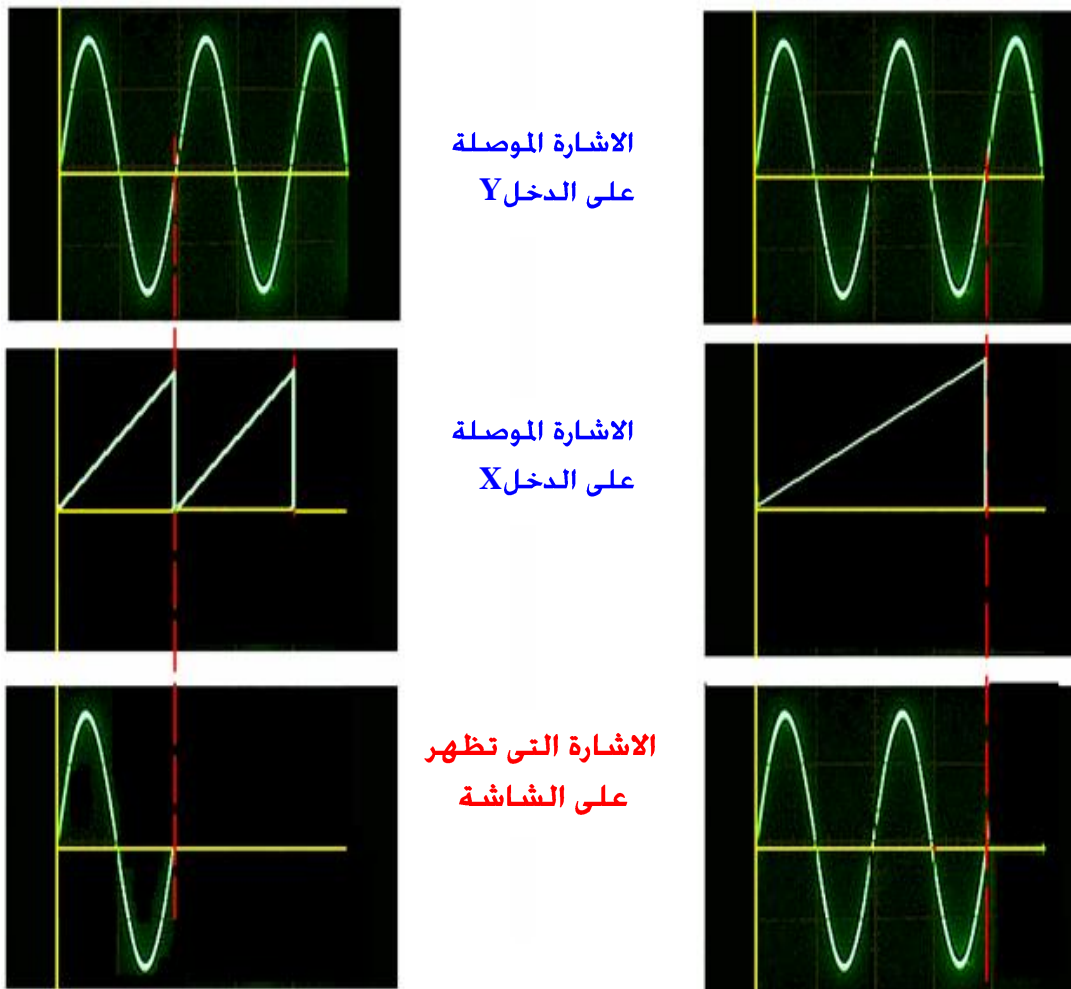 الاشارة الموصلة
على الدخلY
الاشارة الموصلة
على الدخلX
الاشارة التى تظهر
على الشاشة